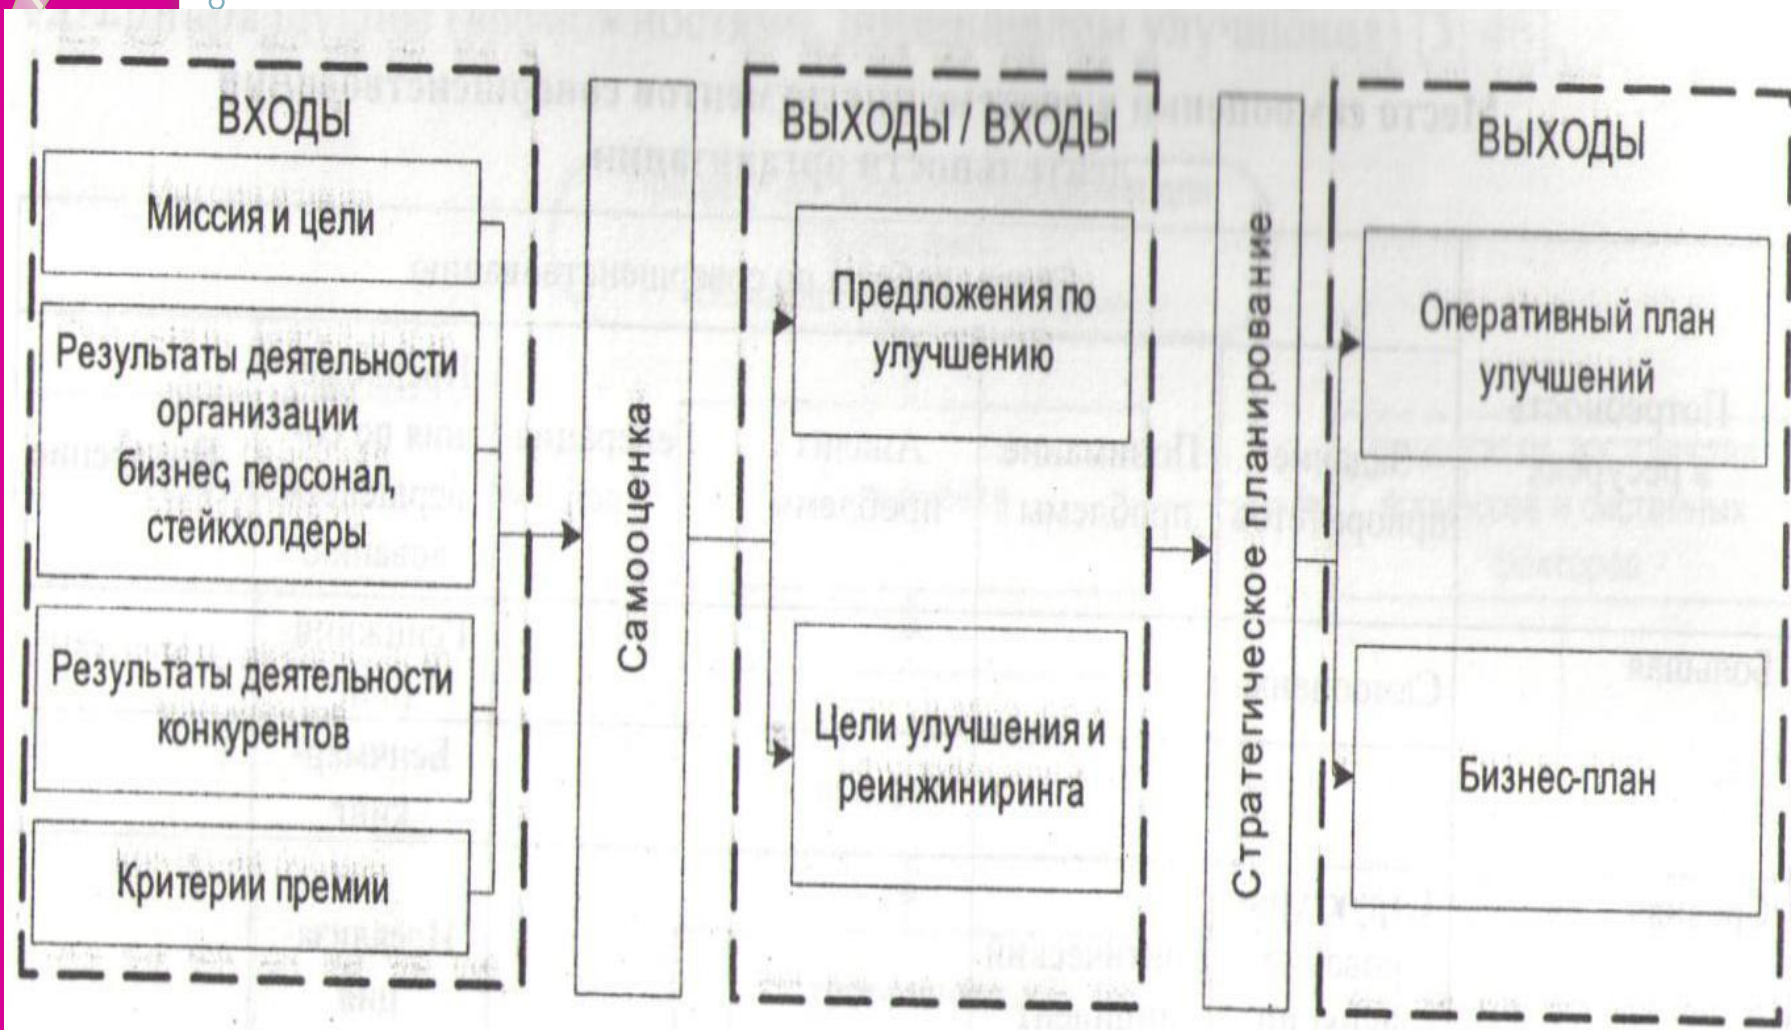 ВХОДЫ
Миссия и цели
Результаты деятельности
организации
бизнес, персонал,
стейкхолдеры
Результаты деятельности
конкурентов
Критерии премии
Самооценка
ВЫХОДЫ / ВХОДЫ
Предложения по
улучшению
Цели улучшения и
реинжиниринга
Стратегическое планирование
ВЫХОДЫ
Оперативный план
улучшений
Бизнес-план